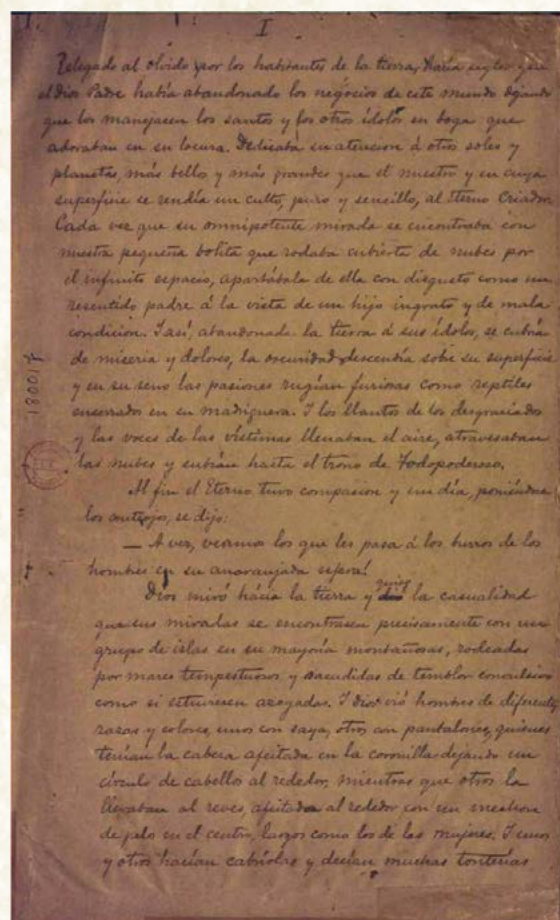 I
Relegado al olvido por los habitantes de la tierra, hacía siglos que
el Dios Padre había abandonado los negocios de este mundo dejando
que los manejasen los santos y los otros ídolos en boga que
adoraban en su locura. Dedicaba su atencion á otros soles y
planetas, más bellos y más grandes que el nuestro y en cuya
superficie se rendía un culto, puro y sensillo, al Eterno Criador.
Cada vez que su omnipotente mirada se encontraba con
nuestra pequeña bolita que rodaba cubierta de nubes por
el infinito espacio, apartábala de ella con disgusto como un
resentido padre á la vista de un hijo ingrato y de mala
condicion. I así, abandonada la tierra á sus ídolos, se cubría
de miseria y dolores, la oscuridad descendía sobre su superficie
y en su seno las pasiones rugían furiosas como reptiles
encerrados en su madriguera. I los llantos de los desgraciados
y las voces de las víctimas llenaban el aire, atravesaban
las nubes y subían hasta el trono de Todopoderoso.
Al fin el Eterno tuvo compasion y un día, poniéndose
los anteojos, se dijo:
— A ver, veamos los que les pasa á los burros de los
hombres en su anaranjada esfera!
Dios miró hácia la tierra y quiso la casualidad
que sus miradas se encontrasen precisamente con un
grupo de islas en su mayoría montañosas, rodeadas
por mares tempestuosos y sacudidas de temblor convulsivo
como si estuviesen azogadas. I Dios vió hombres de diferentes
razas y colores, unos con saya, otros con pantalones, quienes
tenían la cabeza afeitada en la coronilla dejando un
círculo de cabellos al rededor, mientras que otros la
llevaban al reves, afeitada al rededor con un
de pelo en el centro, largos como los de las mujeres. I unos
y otros hacían cabriolas y decían muchas tonterías
180017